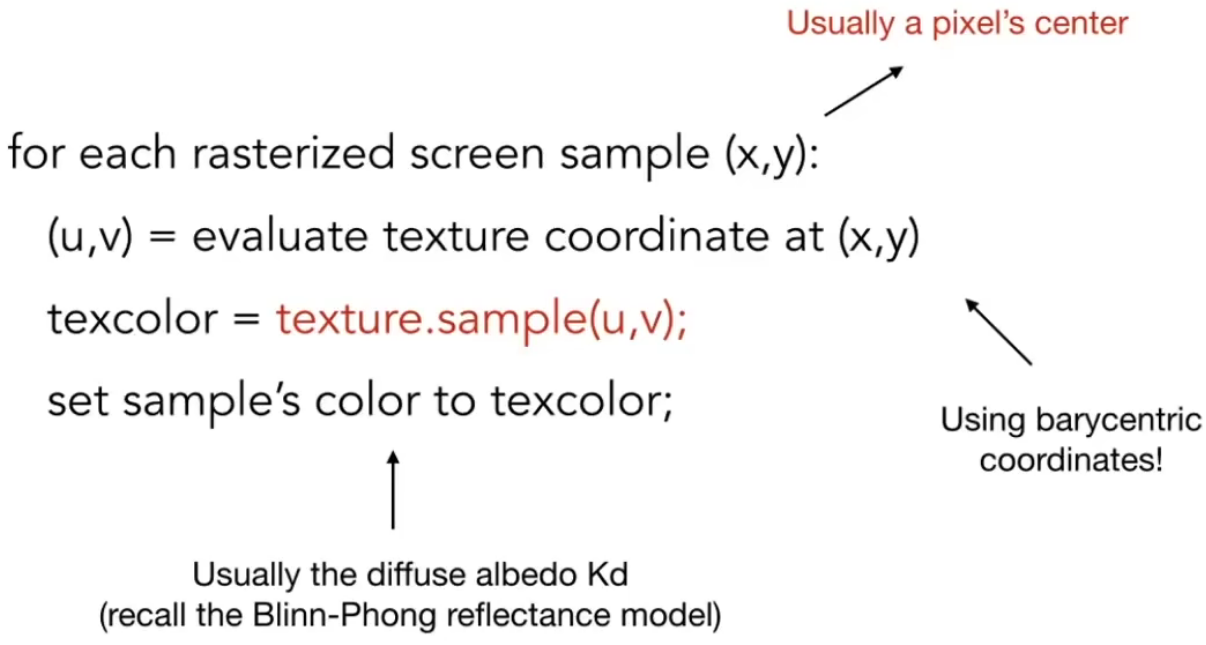 Usually a pixel's center
for each rasterized screen sample (x,y):
(u,v) = evaluate texture coordinate at (x,y)
texcolor = texture.sample(u,v);
set sample's color to texcolor;
Using barycentric
coordinates!
Usually the diffuse albedo Kd
(recall the Blinn-Phong reflectance model)